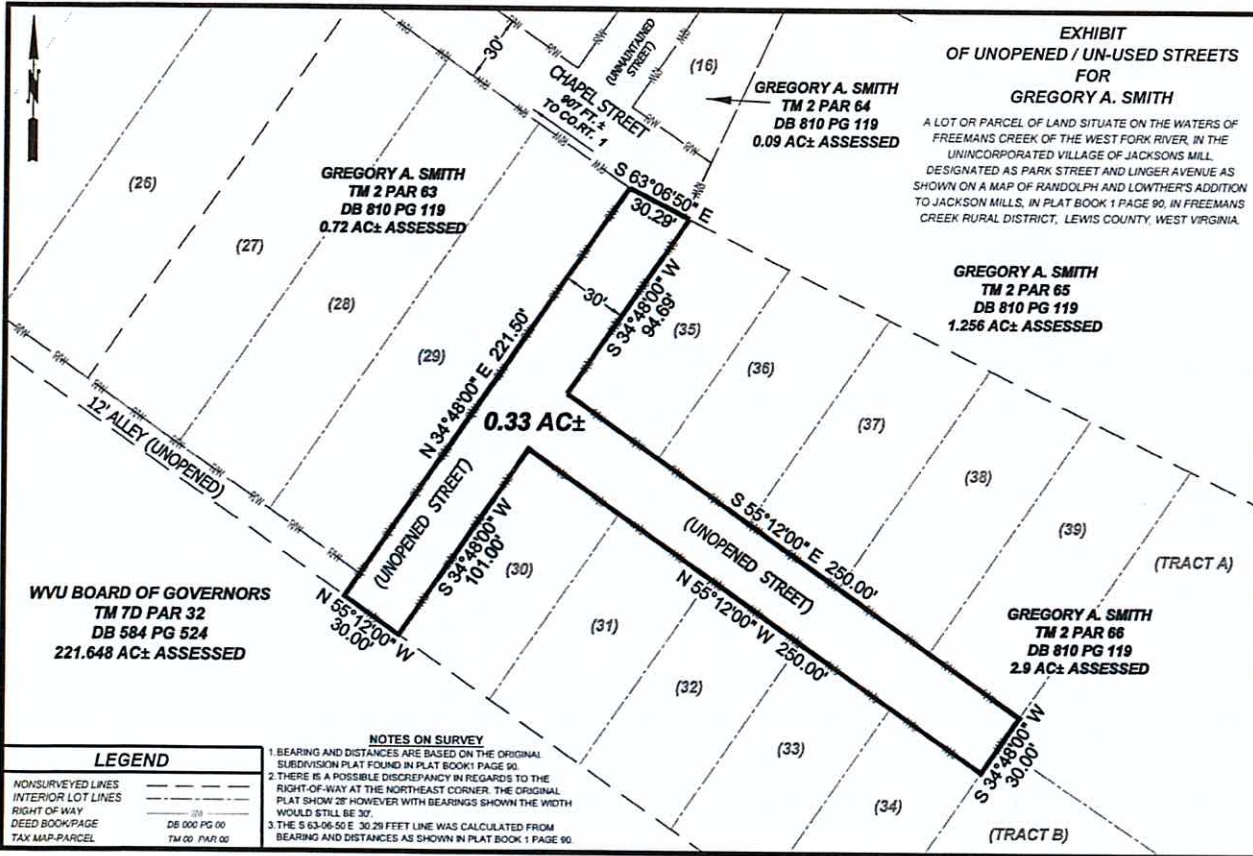 EXHIBIT
OF UNOPENED / UN-USED STREETS
FOR
GREGORY A. SMITH
A LOT OR PARCEL OF LAND SITUATE ON THE WATERS OF
FREEMANS CREEK OF THE WEST FORK RIVER, IN THE
UNINCORPORATED VILLAGE OF JACKSONS MILL,
DESIGNATED AS PARK STREET AND LINGER AVENUE AS
SHOWN ON A MAP OF RANDOLPH AND LOWTHER'S ADDITION
TO JACKSON MILLS, IN PLAT BOOK 1 PAGE 90, IN FREEMANS
CREEK RURAL DISTRICT, LEWIS COUNTY, WEST VIRGINIA.
N
30'
CHAPEL STREET
907 FT. ±
TO CO.RT. 1
(UNMAINTAINED
STREET)
(16)
GREGORY A. SMITH
TM 2 PAR 64
DB 810 PG 119
0.09 AC± ASSESSED
GREGORY A. SMITH
TM 2 PAR 63
DB 810 PG 119
0.72 AC± ASSESSED
(26)
(27)
(28)
(29)
S 63°06'50" E
30.29'
30'
S 34°48'00" W
94.69'
N 34°48'00" E 221.50'
(35)
(36)
(37)
(38)
(39)
GREGORY A. SMITH
TM 2 PAR 65
DB 810 PG 119
1.256 AC± ASSESSED
(TRACT A)
0.33 AC±
12' ALLEY (UNOPENED)
(UNOPENED STREET)
S 34°48'00" W
101.00'
N 55°12'00" W
30.00'
S 55°12'00" E 250.00'
(UNOPENED STREET)
N 55°12'00" W 250.00'
(30)
(31)
(32)
(33)
(34)
GREGORY A. SMITH
TM 2 PAR 66
DB 810 PG 119
2.9 AC± ASSESSED
S 34°48'00" W
30.00'
(TRACT B)
WVU BOARD OF GOVERNORS
TM 7D PAR 32
DB 584 PG 524
221.648 AC± ASSESSED
LEGEND
NONSURVEYED LINES
INTERIOR LOT LINES
RIGHT OF WAY R/W
DEED BOOK/PAGE DB 000 PG 00
TAX MAP-PARCEL TM 00 PAR 00
NOTES ON SURVEY
1. BEARING AND DISTANCES ARE BASED ON THE ORIGINAL
SUBDIVISION PLAT FOUND IN PLAT BOOK1 PAGE 90.
2. THERE IS A POSSIBLE DISCREPANCY IN REGARDS TO THE
RIGHT-OF-WAY AT THE NORTHEAST CORNER. THE ORIGINAL
PLAT SHOW 28' HOWEVER WITH BEARINGS SHOWN THE WIDTH
WOULD STILL BE 30'.
3. THE S 63-06-50 E 30.29 FEET LINE WAS CALCULATED FROM
BEARING AND DISTANCES AS SHOWN IN PLAT BOOK 1 PAGE 90.